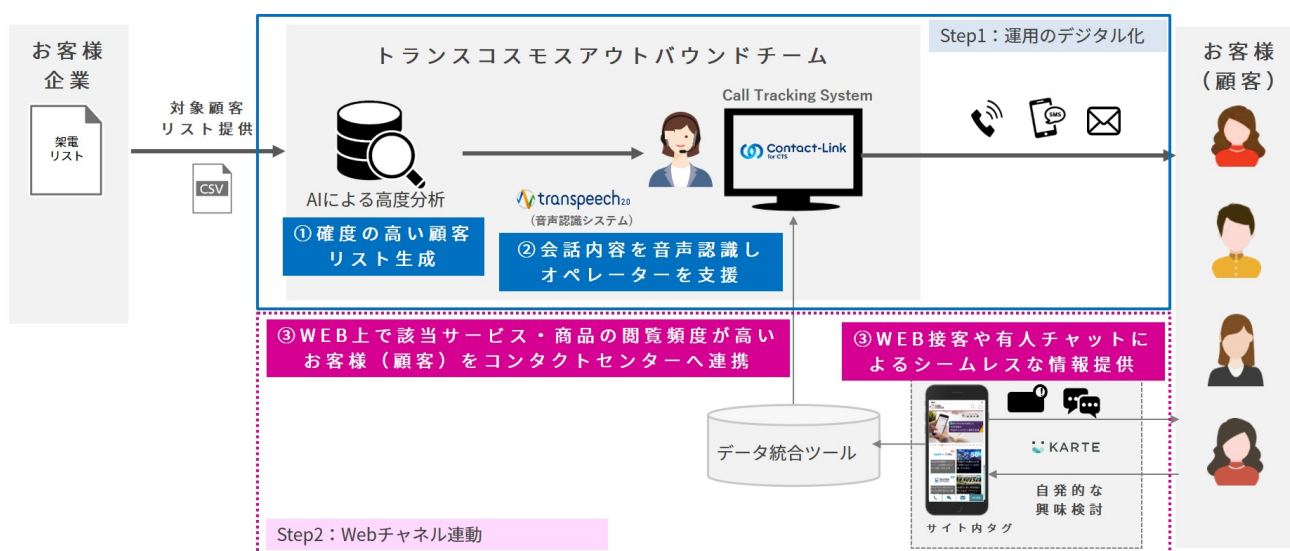 お客様
企業
架電
リスト
対象顧客
リスト提供
CSV
Step1：運用のデジタル化
トランスコスモスアウトバウンドチーム
AIによる高度分析
①確度の高い顧客
リスト生成
transpeech2.0
（音声認識システム）
②会話内容を音声認識し
オペレーターを支援
Call Tracking System
Contact-Link
for CTS
SMS
お客様
（顧客）
③WEB上で該当サービス・商品の閲覧頻度が高い
お客様（顧客）をコンタクトセンターへ連携
③WEB接客や有人チャットに
よるシームレスな情報提供
データ統合ツール
KARTE
自発的な
興味検討
サイト内タグ
Step2：Webチャネル連動